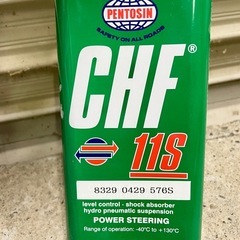 PENTOSIN
SAFETY ON ALL ROADS
CHF®
11S
8329 0429 576S
level control - shock absorber
hydro pneumatic suspension
POWER STEERING
Range of operation: -40°C to +130°C